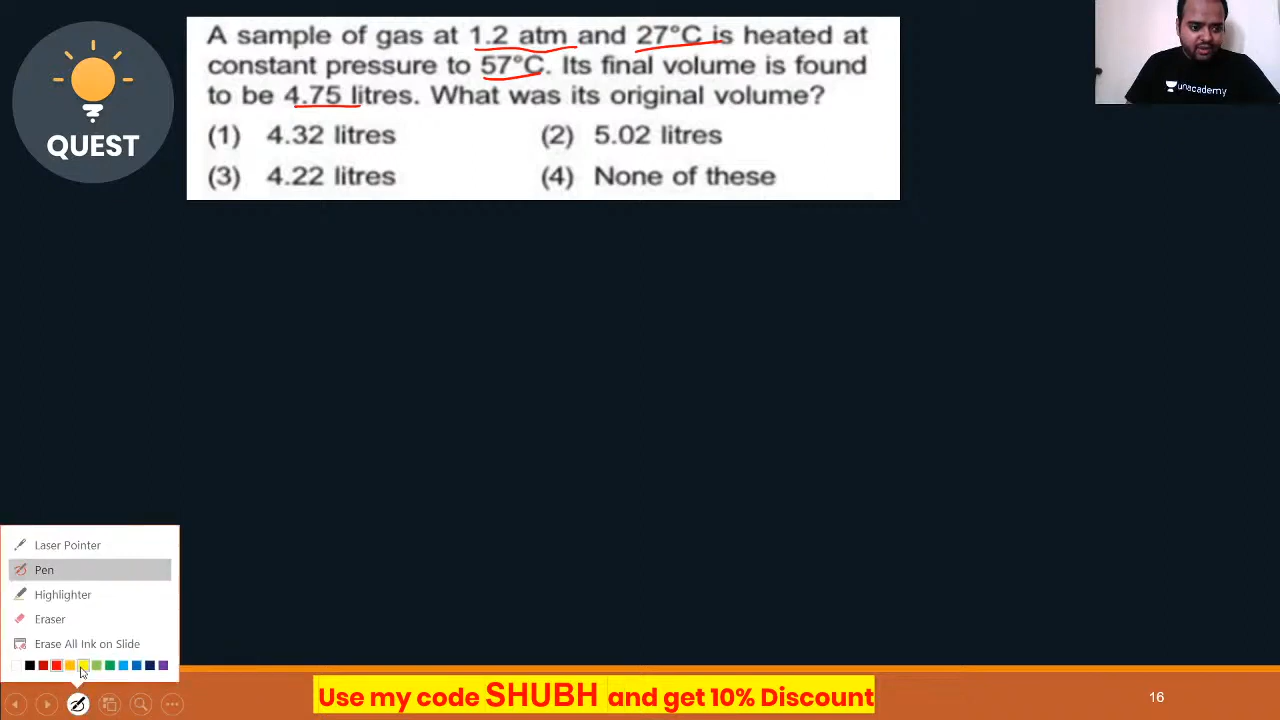 A sample of gas at 1.2 atm and 27°C is heated at
constant pressure to 57°C. Its final volume is found
to be 4.75 litres. What was its original volume?
(1) 4.32 litres (2) 5.02 litres
(3) 4.22 litres (4) None of these
QUEST
unacademy
Laser Pointer
Pen
Highlighter
Eraser
Erase All Ink on Slide
Use my code SHUBH and get 10% Discount
16